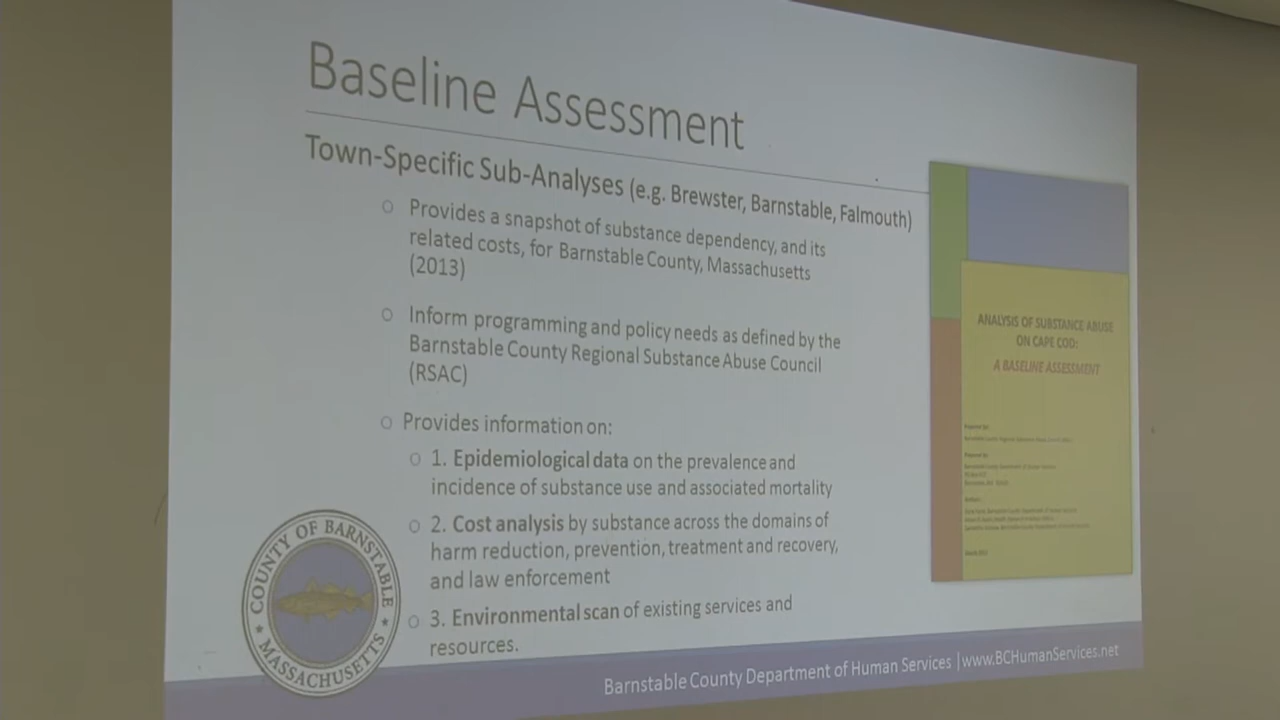 Baseline Assessment
Town-Specific Sub-Analyses (e.g. Brewster, Barnstable, Falmouth)
o Provides a snapshot of substance dependency, and its
related costs, for Barnstable County, Massachusetts
(2013)
o Inform programming and policy needs as defined by the
Barnstable County Regional Substance Abuse Council
(RSAC)
o Provides information on:
o 1. Epidemiological data on the prevalence and
incidence of substance use and associated mortality
o 2. Cost analysis by substance across the domains of
harm reduction, prevention, treatment and recovery,
and law enforcement
o 3. Environmental scan of existing services and
resources.
ANALYSIS OF SUBSTANCE ABUSE
ON CAPE COD:
A BASELINE ASSESSMENT
COUNTY OF BARNSTABLE
★ MASSACHUSETTS ★
Barnstable County Department of Human Services |www.BCHumanServices.net